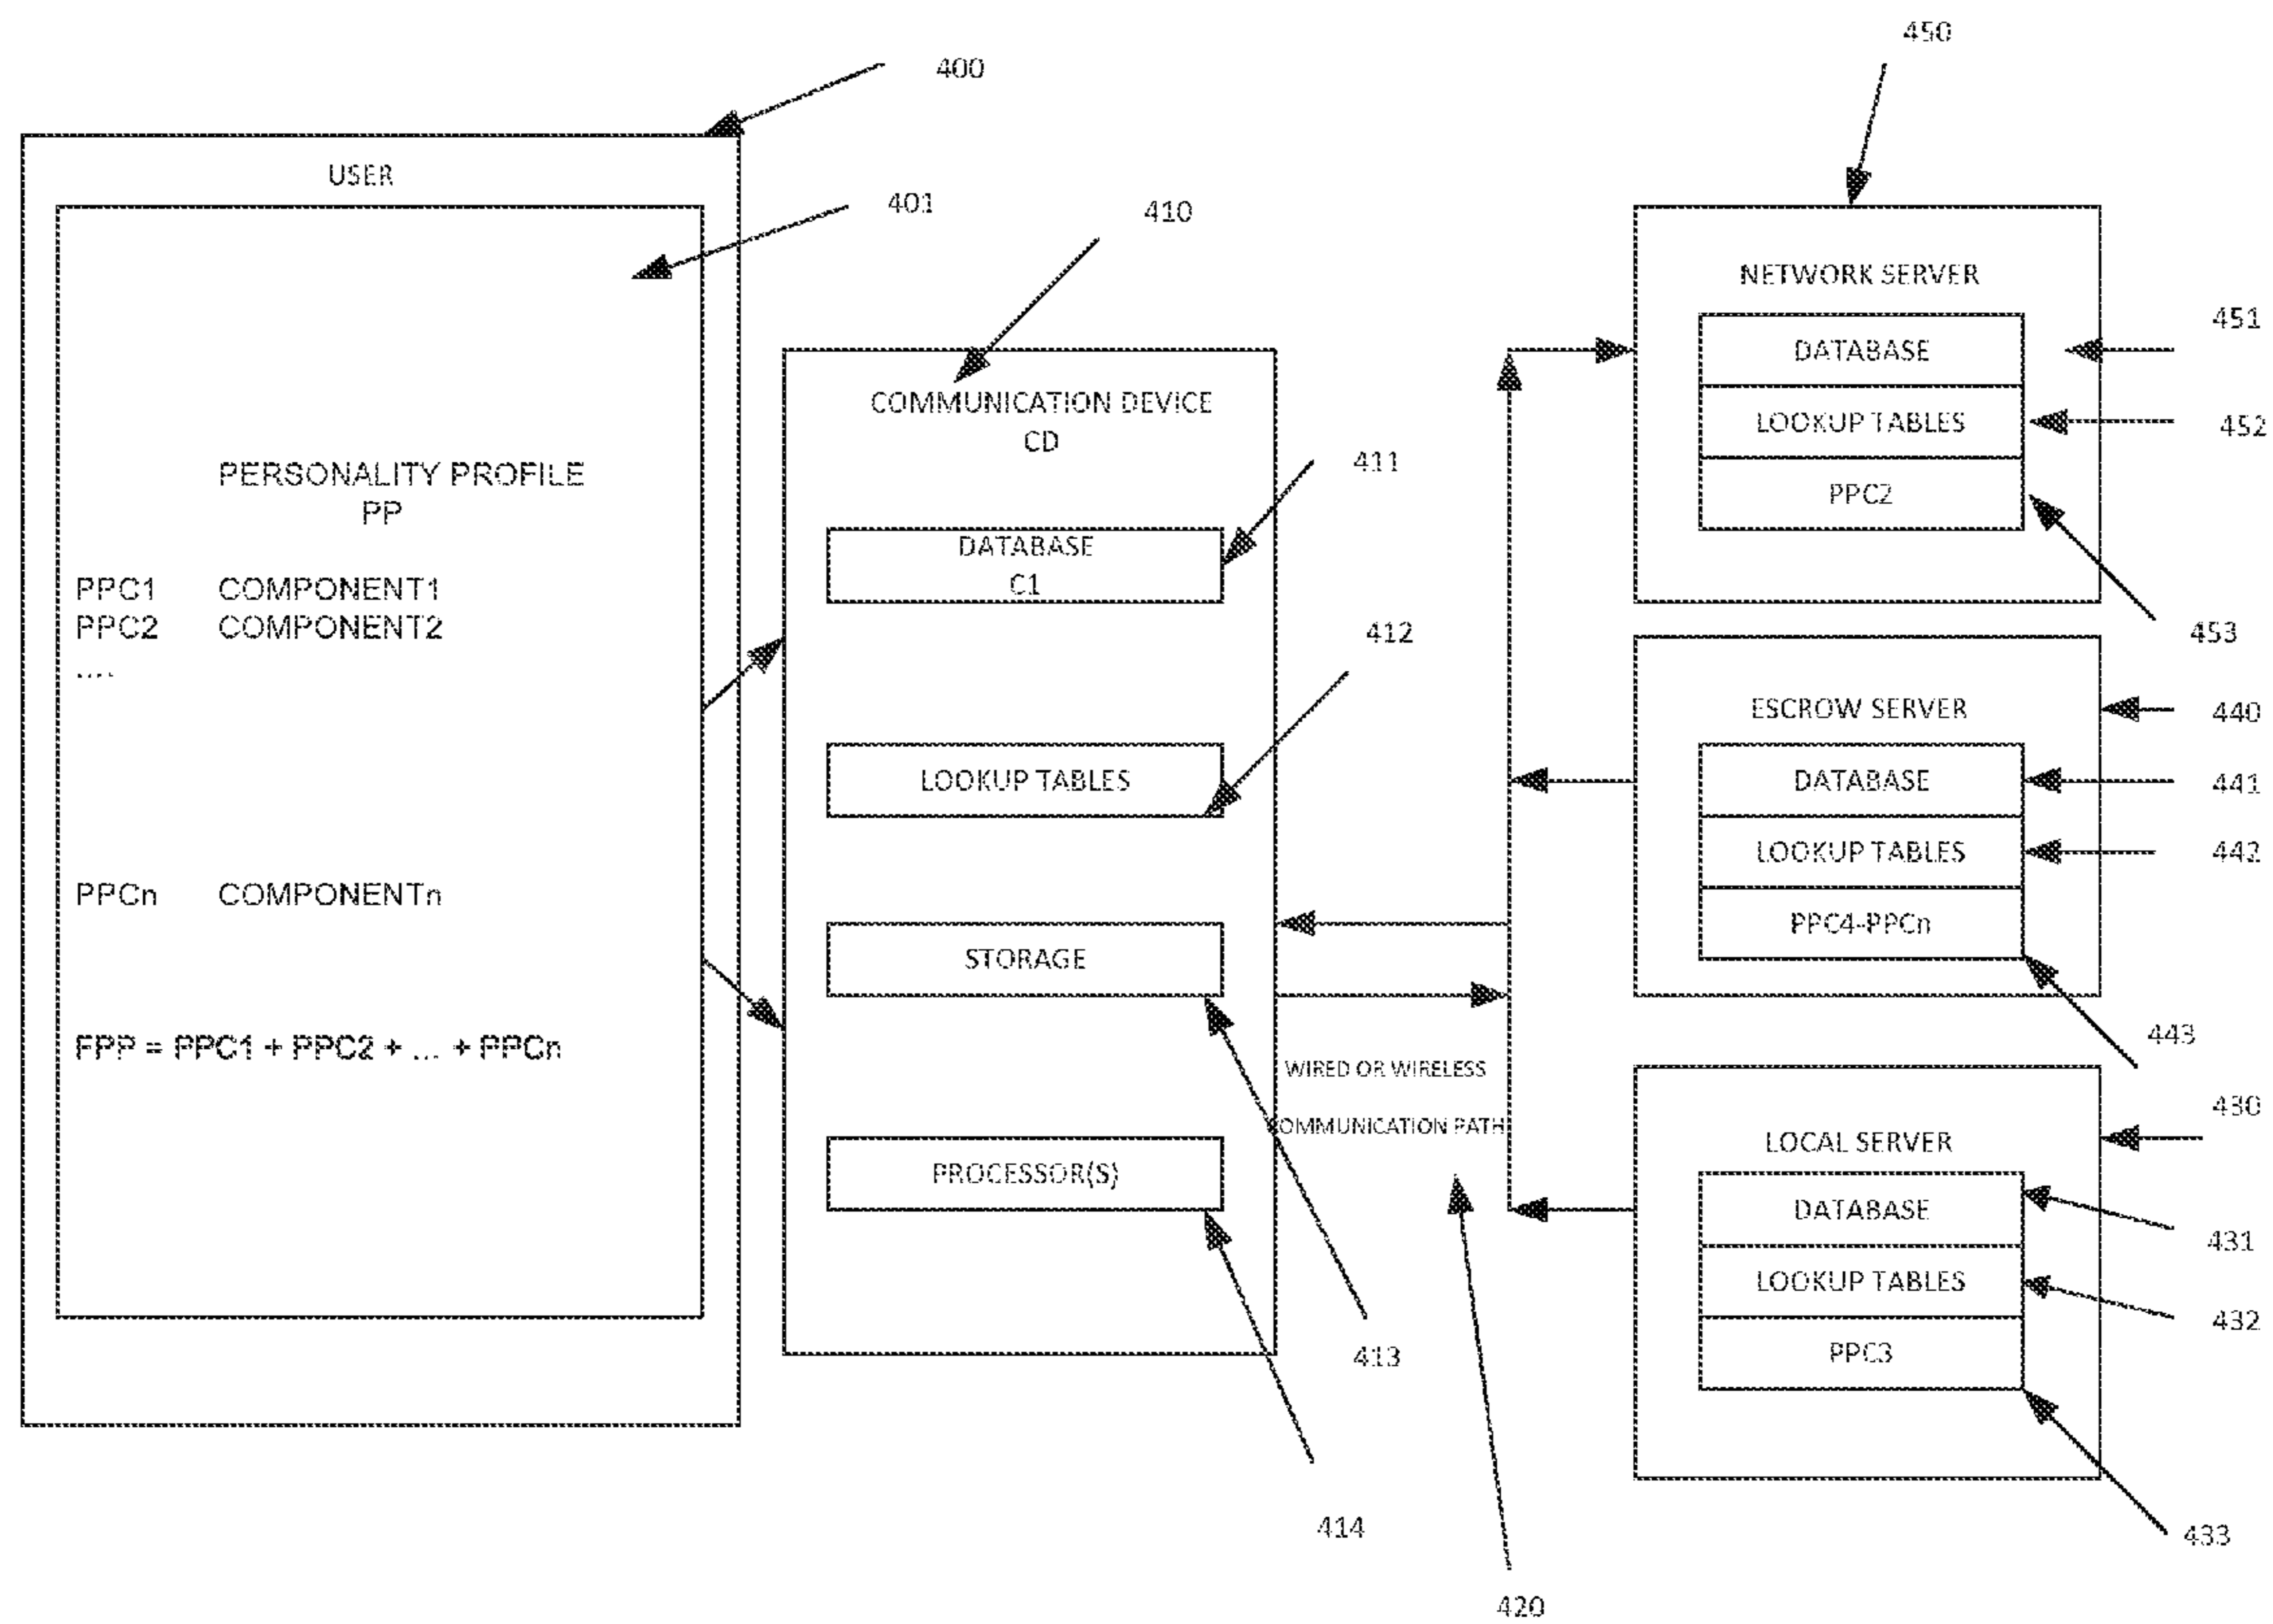 400
USER
401
PERSONALITY PROFILE
PP
PPC1 COMPONENT1
PPC2 COMPONENT2
....
PPCn COMPONENTn
FPP = PPC1 + PPC2 + ... + PPCn
410
COMMUNICATION DEVICE
CD
411
DATABASE
C1
412
LOOKUP TABLES
STORAGE
413
PROCESSOR(S)
414
WIRED OR WIRELESS
COMMUNICATION PATH
420
450
NETWORK SERVER
DATABASE
451
LOOKUP TABLES
452
PPC2
453
ESCROW SERVER
440
DATABASE
441
LOOKUP TABLES
442
PPC4-PPCn
443
430
LOCAL SERVER
DATABASE
431
LOOKUP TABLES
432
PPC3
433